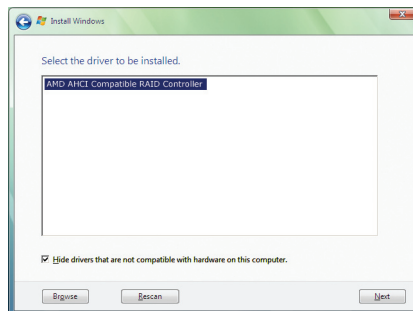 Install Windows
Select the driver to be installed.
AMD AHCI Compatible RAID Controller
Hide drivers that are not compatible with hardware on this computer.
Browse
Rescan
Next